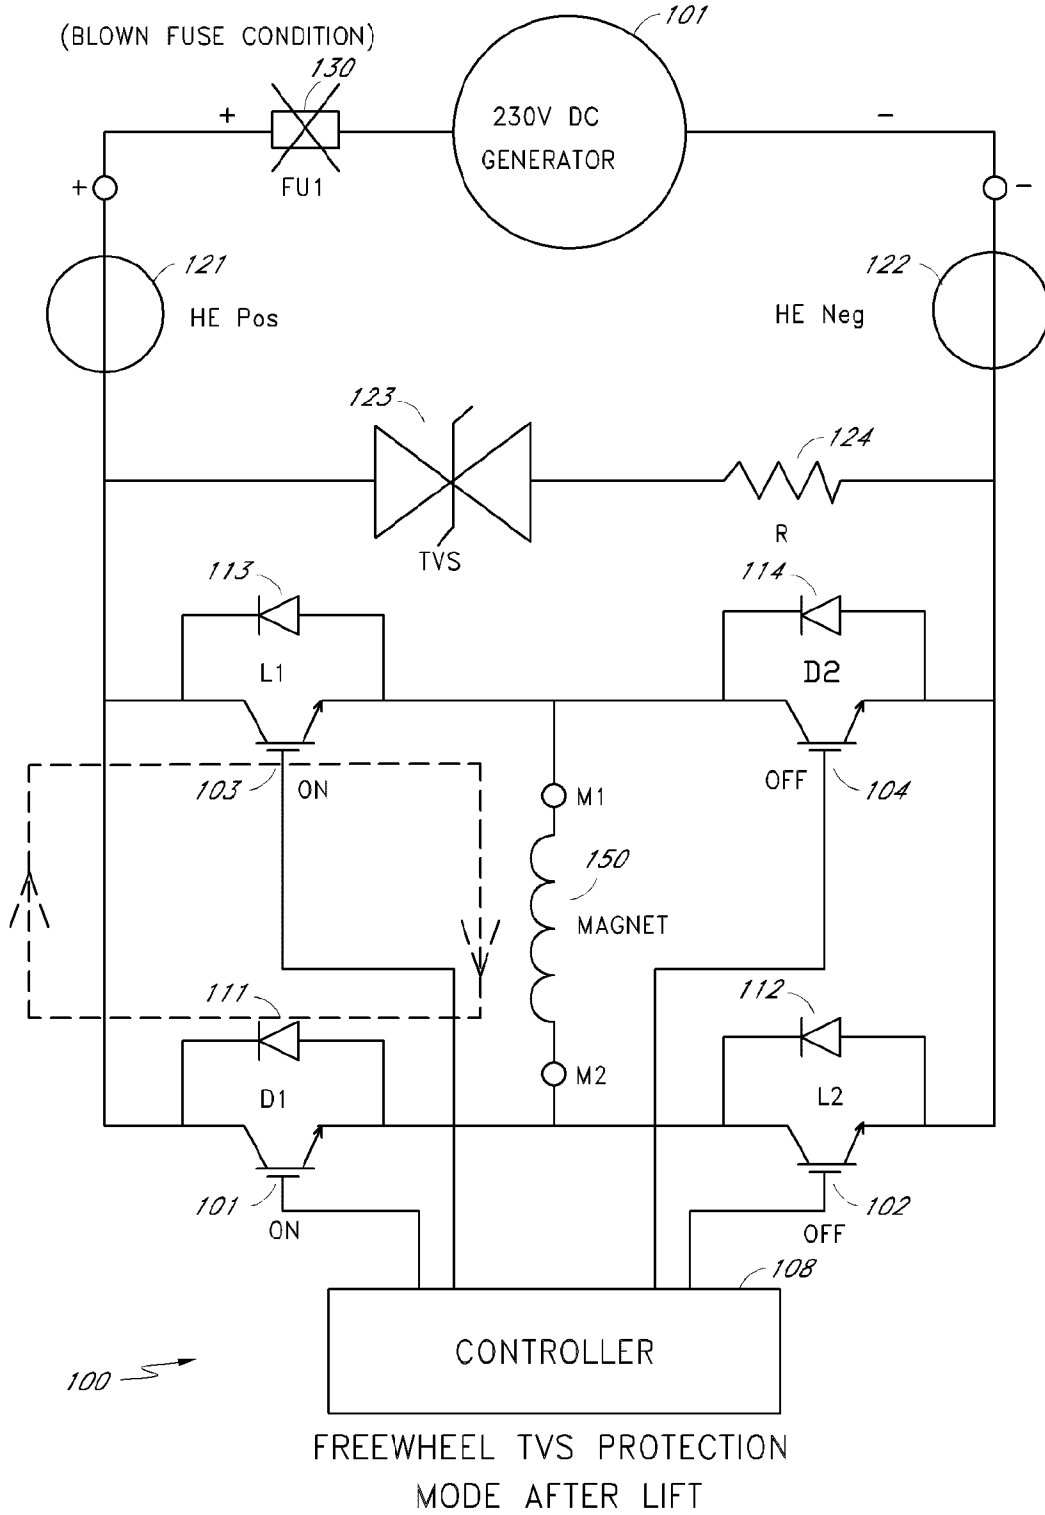 (BLOWN FUSE CONDITION)
101
130
+
230V DC
GENERATOR
-
FU1
+
-
121
122
HE Pos
HE Neg
123
124
TVS
R
113
114
L1
D2
103
ON
OFF
104
M1
150
MAGNET
111
112
M2
D1
L2
101
ON
102
OFF
108
CONTROLLER
100
FREEWHEEL TVS PROTECTION
MODE AFTER LIFT